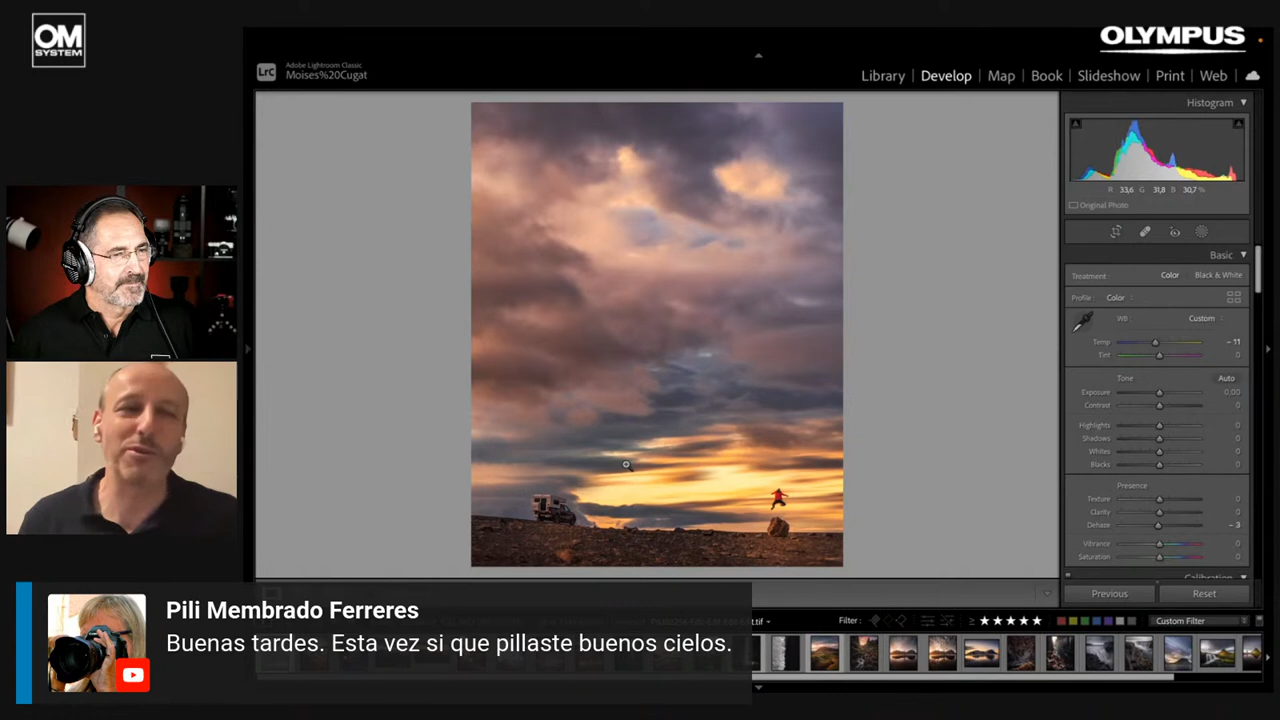 OM
SYSTEM
OLYMPUS
LrC
Adobe Lightroom Classic
Moises%20Cugat
Library | Develop | Map | Book | Slideshow | Print | Web
Histogram
R 33,6 G 31,8 B 30,7 %
Original Photo
Basic
Treatment: Color Black & White
Profile: Color
WB: Custom
Temp - 11
Tint 0
Tone Auto
Exposure 0,00
Contrast 0
Highlights 0
Shadows 0
Whites 0
Blacks 0
Presence
Texture 0
Clarity 0
Dehaze - 3
Vibrance 0
Saturation 0
Calibration
Previous Reset
Filter: ≥ ★★★★★ Custom Filter
Pili Membrado Ferreres
Buenas tardes. Esta vez si que pillaste buenos cielos.